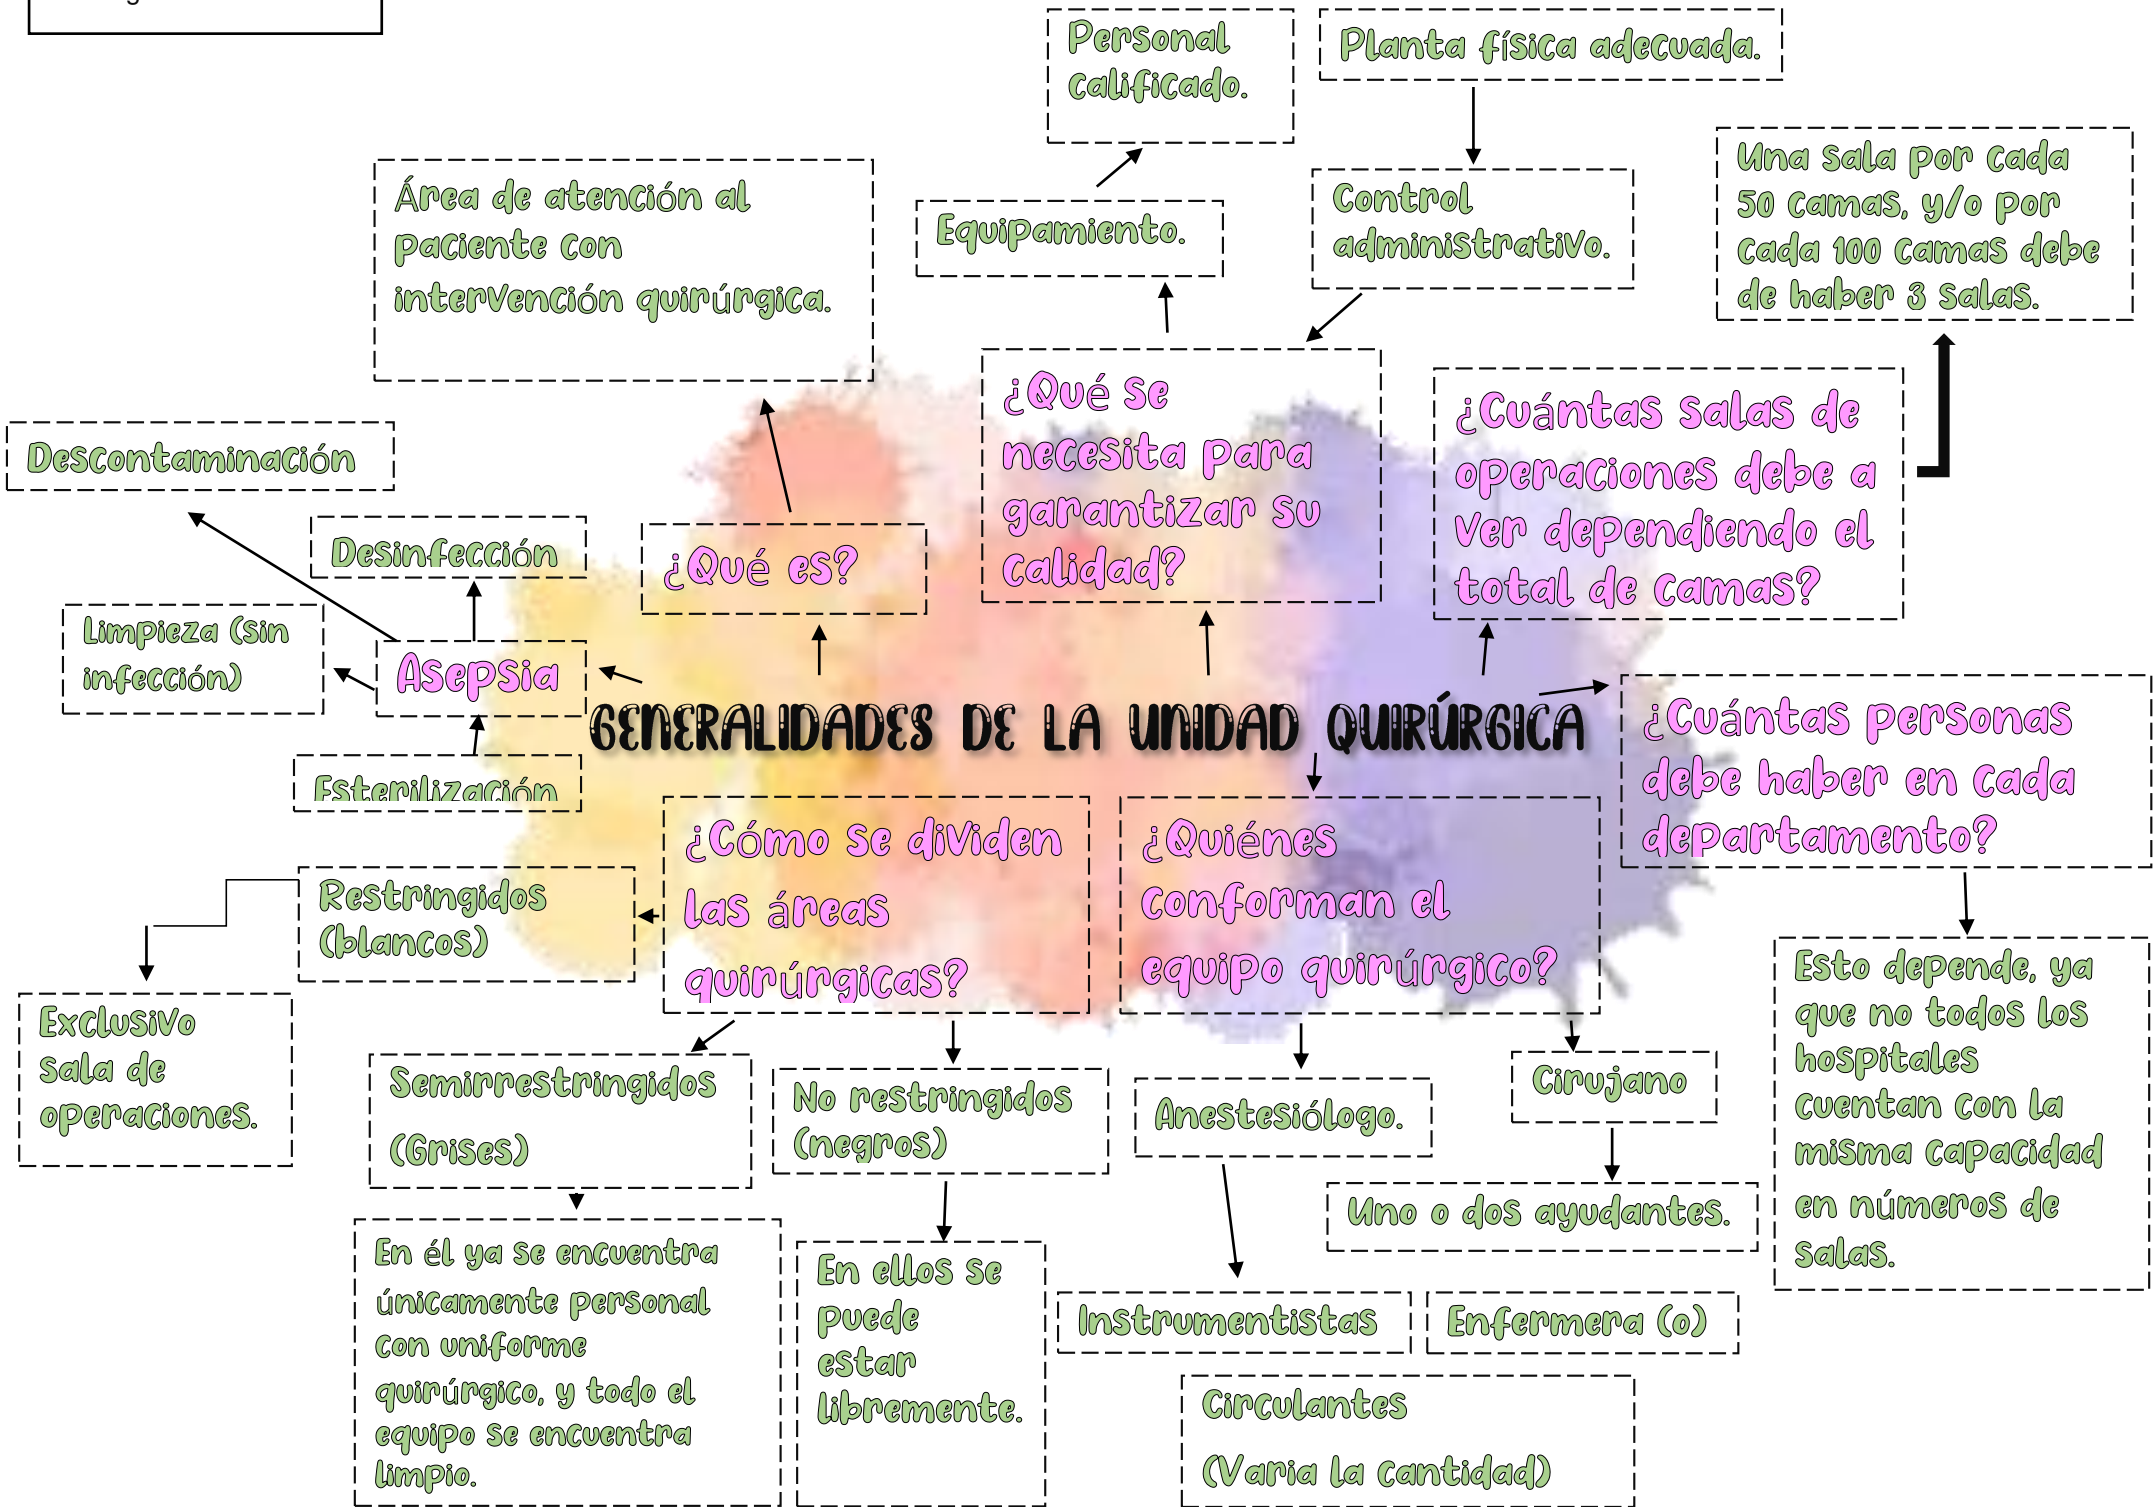 Personal
calificado.
Planta física adecuada.
Área de atención al
paciente con
intervención quirúrgica.
Equipamiento.
Control
administrativo.
Una sala por cada
50 camas, y/o por
cada 100 camas debe
de haber 3 salas.
¿Qué se
necesita para
garantizar su
calidad?
¿Cuántas salas de
operaciones debe a
ver dependiendo el
total de camas?
Descontaminación
Desinfección
¿Qué es?
Limpieza (sin
infección)
Asepsia
Esterilización
GENERALIDADES DE LA UNIDAD QUIRÚRGICA
¿Cuántas personas
debe haber en cada
departamento?
¿Cómo se dividen
las áreas
quirúrgicas?
¿Quiénes
conforman el
equipo quirúrgico?
Restringidos
(blancos)
Exclusivo
sala de
operaciones.
Semirrestringidos
(Grises)
No restringidos
(negros)
Anestesiólogo.
Cirujano
Uno o dos ayudantes.
Esto depende, ya
que no todos los
hospitales
cuentan con la
misma capacidad
en números de
salas.
En él ya se encuentra
únicamente personal
con uniforme
quirúrgico, y todo el
equipo se encuentra
limpio.
En ellos se
puede
estar
libremente.
Instrumentistas
Enfermera (o)
Circulantes
(Varia la cantidad)